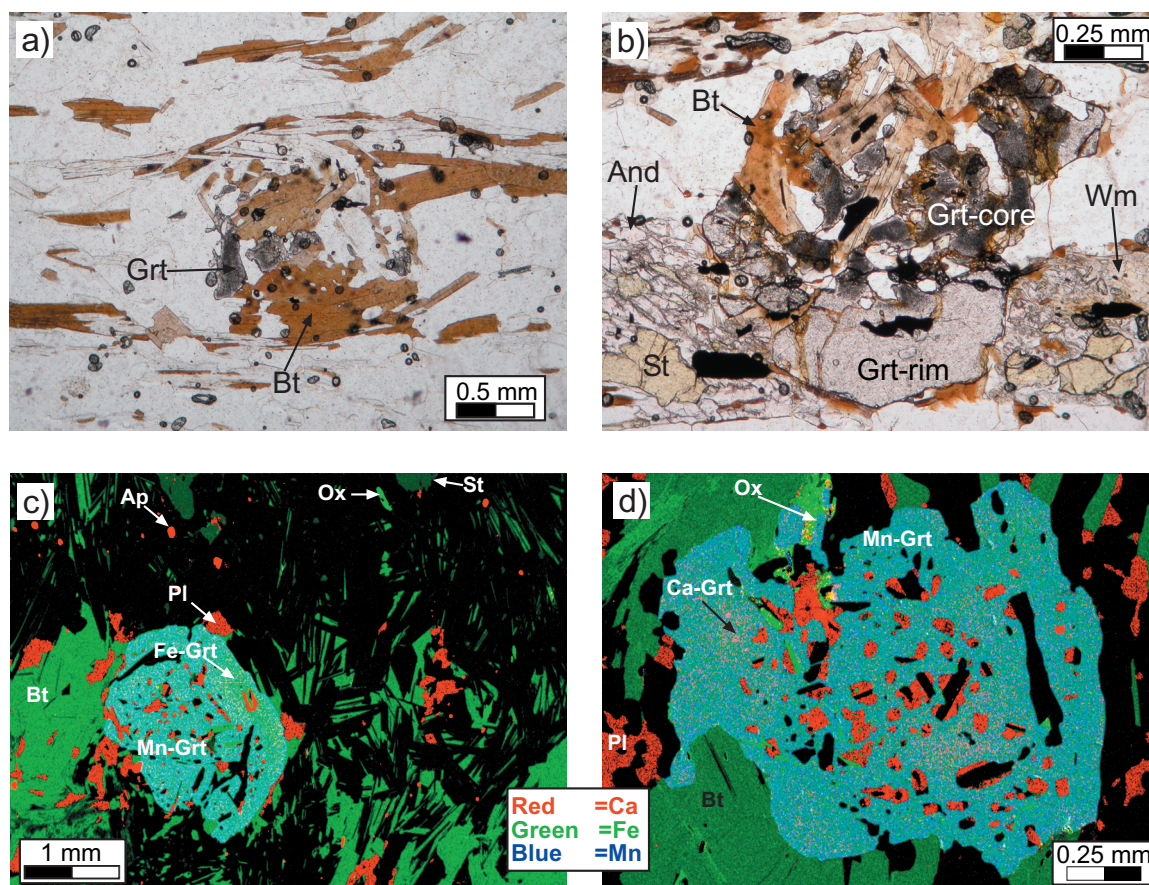 a)
Grt
Bt
0.5 mm
b)
0.25 mm
Bt
And
Wm
Grt-core
St
Grt-rim
c)
Ap
Ox
St
Pl
Fe-Grt
Bt
Mn-Grt
1 mm
Red =Ca
Green =Fe
Blue =Mn
d)
Ox
Mn-Grt
Ca-Grt
Pl
Bt
0.25 mm